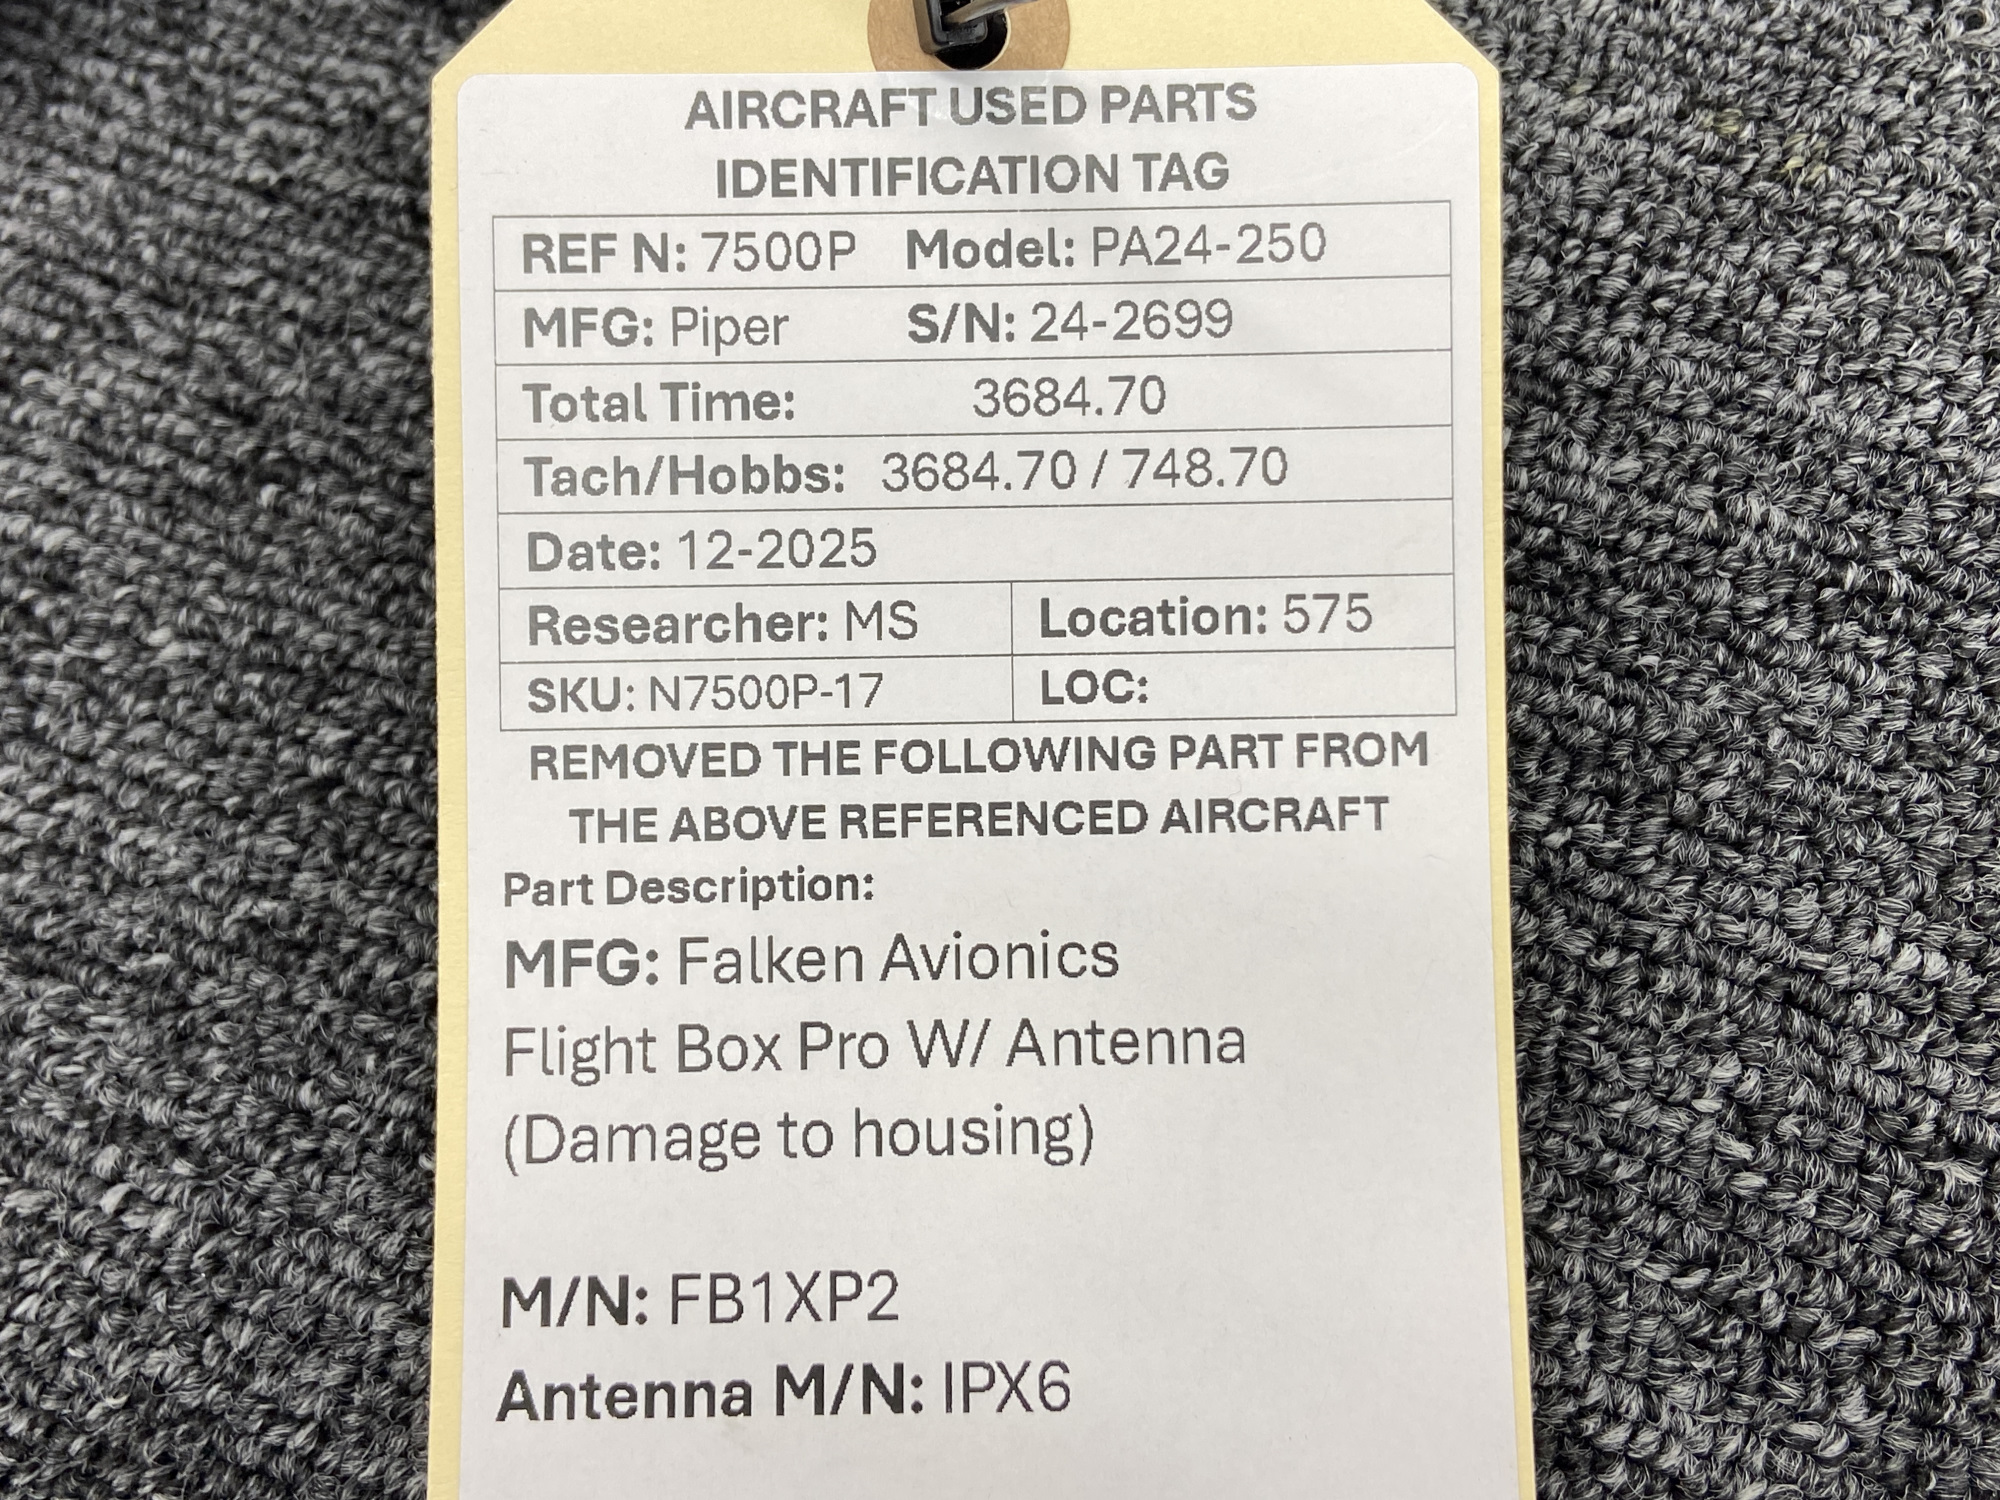 AIRCRAFT USED PARTS
IDENTIFICATION TAG
REF N: 7500P Model: PA24-250
MFG: Piper S/N: 24-2699
Total Time: 3684.70
Tach/Hobbs: 3684.70 / 748.70
Date: 12-2025
Researcher: MS Location: 575
SKU: N7500P-17 LOC:
REMOVED THE FOLLOWING PART FROM
THE ABOVE REFERENCED AIRCRAFT
Part Description:
MFG: Falken Avionics
Flight Box Pro W/ Antenna
(Damage to housing)
M/N: FB1XP2
Antenna M/N: IPX6